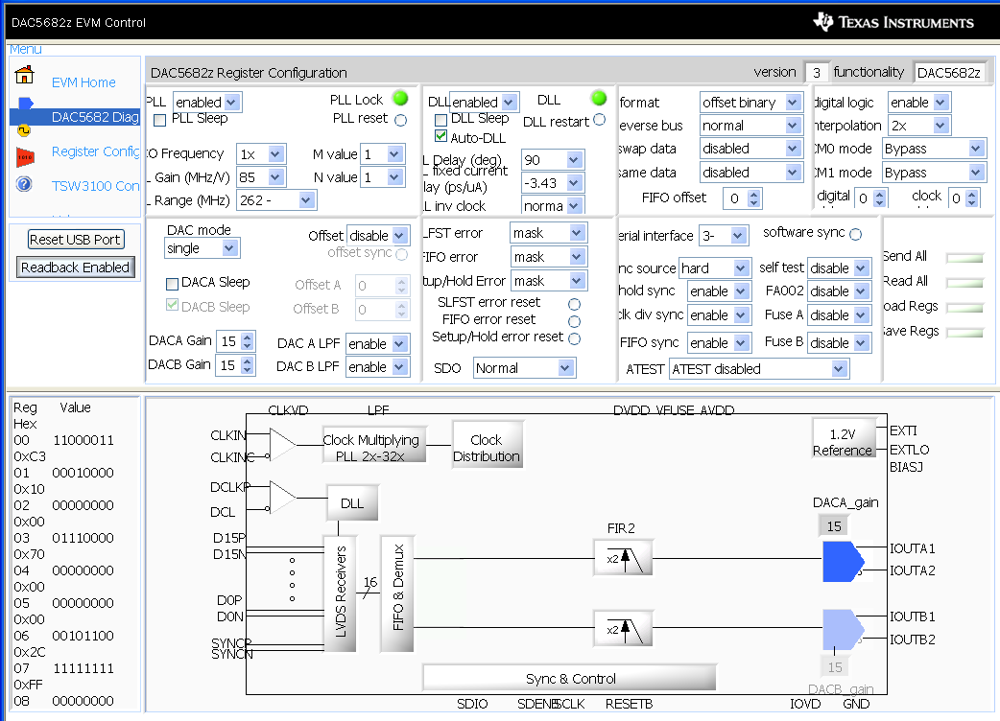 DAC5682z EVM Control
TEXAS INSTRUMENTS
Menu
EVM Home
DAC5682 Diag
Register Config
TSW3100 Con
Reset USB Port
Readback Enabled
DAC5682z Register Configuration
version 3 functionality DAC5682z
PLL enabled PLL Lock
PLL Sleep PLL reset
O Frequency 1x M value 1
L Gain (MHz/V) 85 N value 1
L Range (MHz) 262 -
DLL enabled DLL
DLL Sleep DLL restart
Auto-DLL
L Delay (deg) 90
L fixed current
lay (ps/uA) -3.43
L inv clock norma
format offset binary
everse bus normal
swap data disabled
same data disabled
FIFO offset 0
digital logic enable
nterpolation 2x
CM0 mode Bypass
CM1 mode Bypass
digital 0 clock 0
DAC mode
single
Offset disable
offset sync
DACA Sleep Offset A 0
DACB Sleep Offset B 0
DACA Gain 15 DAC A LPF enable
DACB Gain 15 DAC B LPF enable
LFST error mask
FIFO error mask
tup/Hold Error mask
SLFST error reset
FIFO error reset
Setup/Hold error reset
SDO Normal
erial interface 3- software sync
nc source hard self test disable
hold sync enable FA002 disable
clk div sync enable Fuse A disable
FIFO sync enable Fuse B disable
ATEST ATEST disabled
Send All
Read All
oad Regs
Save Regs
Reg Value
Hex
00 11000011
0xC3
01 00010000
0x10
02 00000000
0x00
03 01110000
0x70
04 00000000
0x00
05 00000000
0x00
06 00101100
0x2C
07 11111111
0xFF
08 00000000
CLKVD LPF DVDD VFUSE AVDD
CLKIN
CLKINC
Clock Multiplying
PLL 2x-32x
Clock
Distribution
1.2V
Reference
EXTI
EXTLO
BIASJ
DCLKP
DCL
DLL
DACA_gain
15
D15P
D15N
D0P
D0N
SYNCP
SYNCN
LVDS Receivers
16
FIFO & Demux
FIR2
x2
x2
IOUTA1
IOUTA2
IOUTB1
IOUTB2
15
DACB_gain
Sync & Control
SDIO SDENB SCLK RESETB IOVD GND